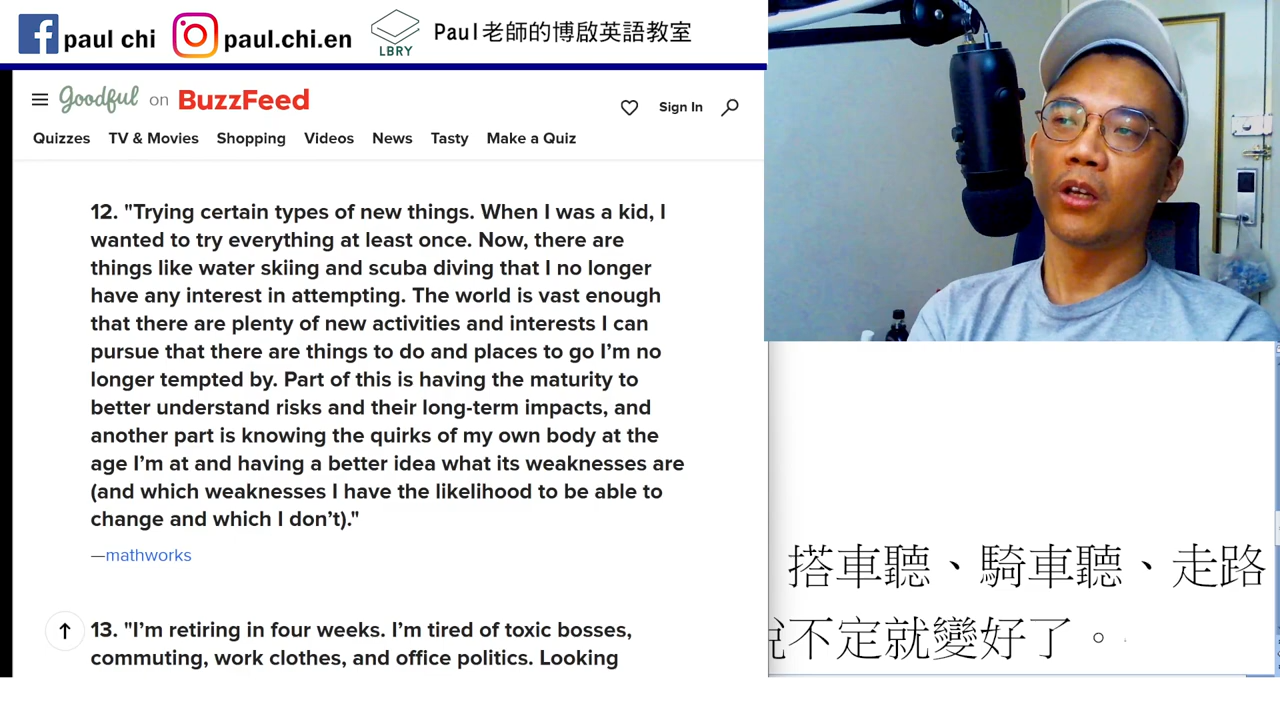 paul chi
paul.chi.en
LBRY
Paul老師的博啟英語教室
Goodful on BuzzFeed
Sign In
Quizzes TV & Movies Shopping Videos News Tasty Make a Quiz
12. "Trying certain types of new things. When I was a kid, I
wanted to try everything at least once. Now, there are
things like water skiing and scuba diving that I no longer
have any interest in attempting. The world is vast enough
that there are plenty of new activities and interests I can
pursue that there are things to do and places to go I’m no
longer tempted by. Part of this is having the maturity to
better understand risks and their long-term impacts, and
another part is knowing the quirks of my own body at the
age I’m at and having a better idea what its weaknesses are
(and which weaknesses I have the likelihood to be able to
change and which I don’t)."
—mathworks
13. "I’m retiring in four weeks. I’m tired of toxic bosses,
commuting, work clothes, and office politics. Looking
搭車聽、騎車聽、走路
不定就變好了。